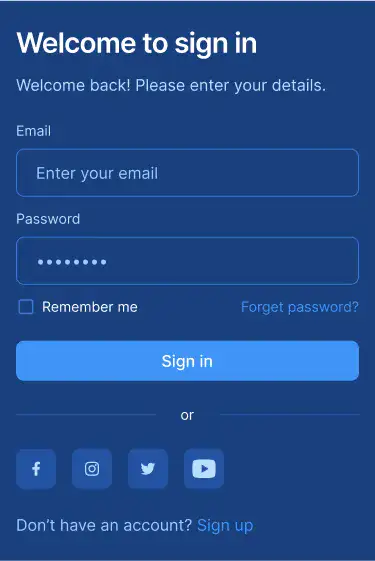 Welcome to sign in
Welcome back! Please enter your details.
Email
Enter your email
Password
Remember me Forget password?
Sign in
or
Don’t have an account? Sign up